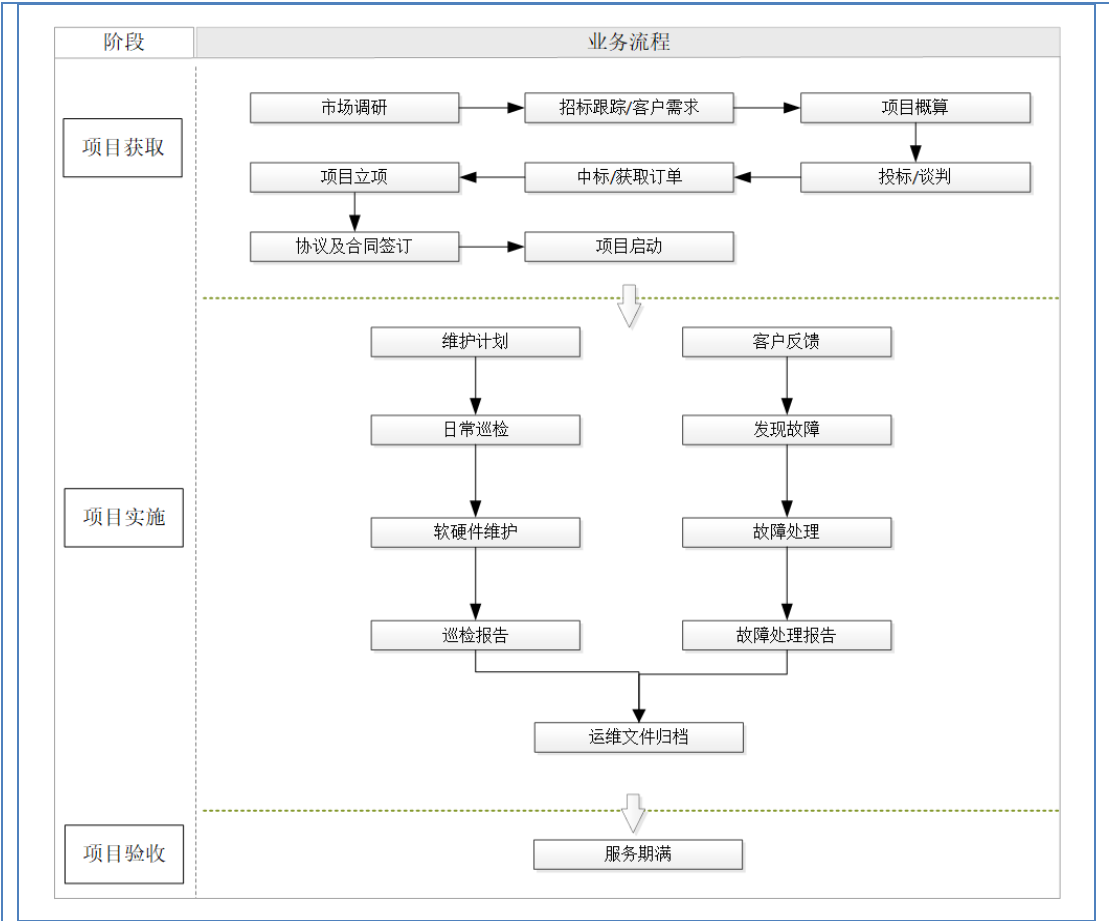 阶段
业务流程
项目获取
市场调研
招标跟踪/客户需求
项目概算
项目立项
中标/获取订单
投标/谈判
协议及合同签订
项目启动
项目实施
维护计划
客户反馈
日常巡检
发现故障
软硬件维护
故障处理
巡检报告
故障处理报告
运维文件归档
项目验收
服务期满